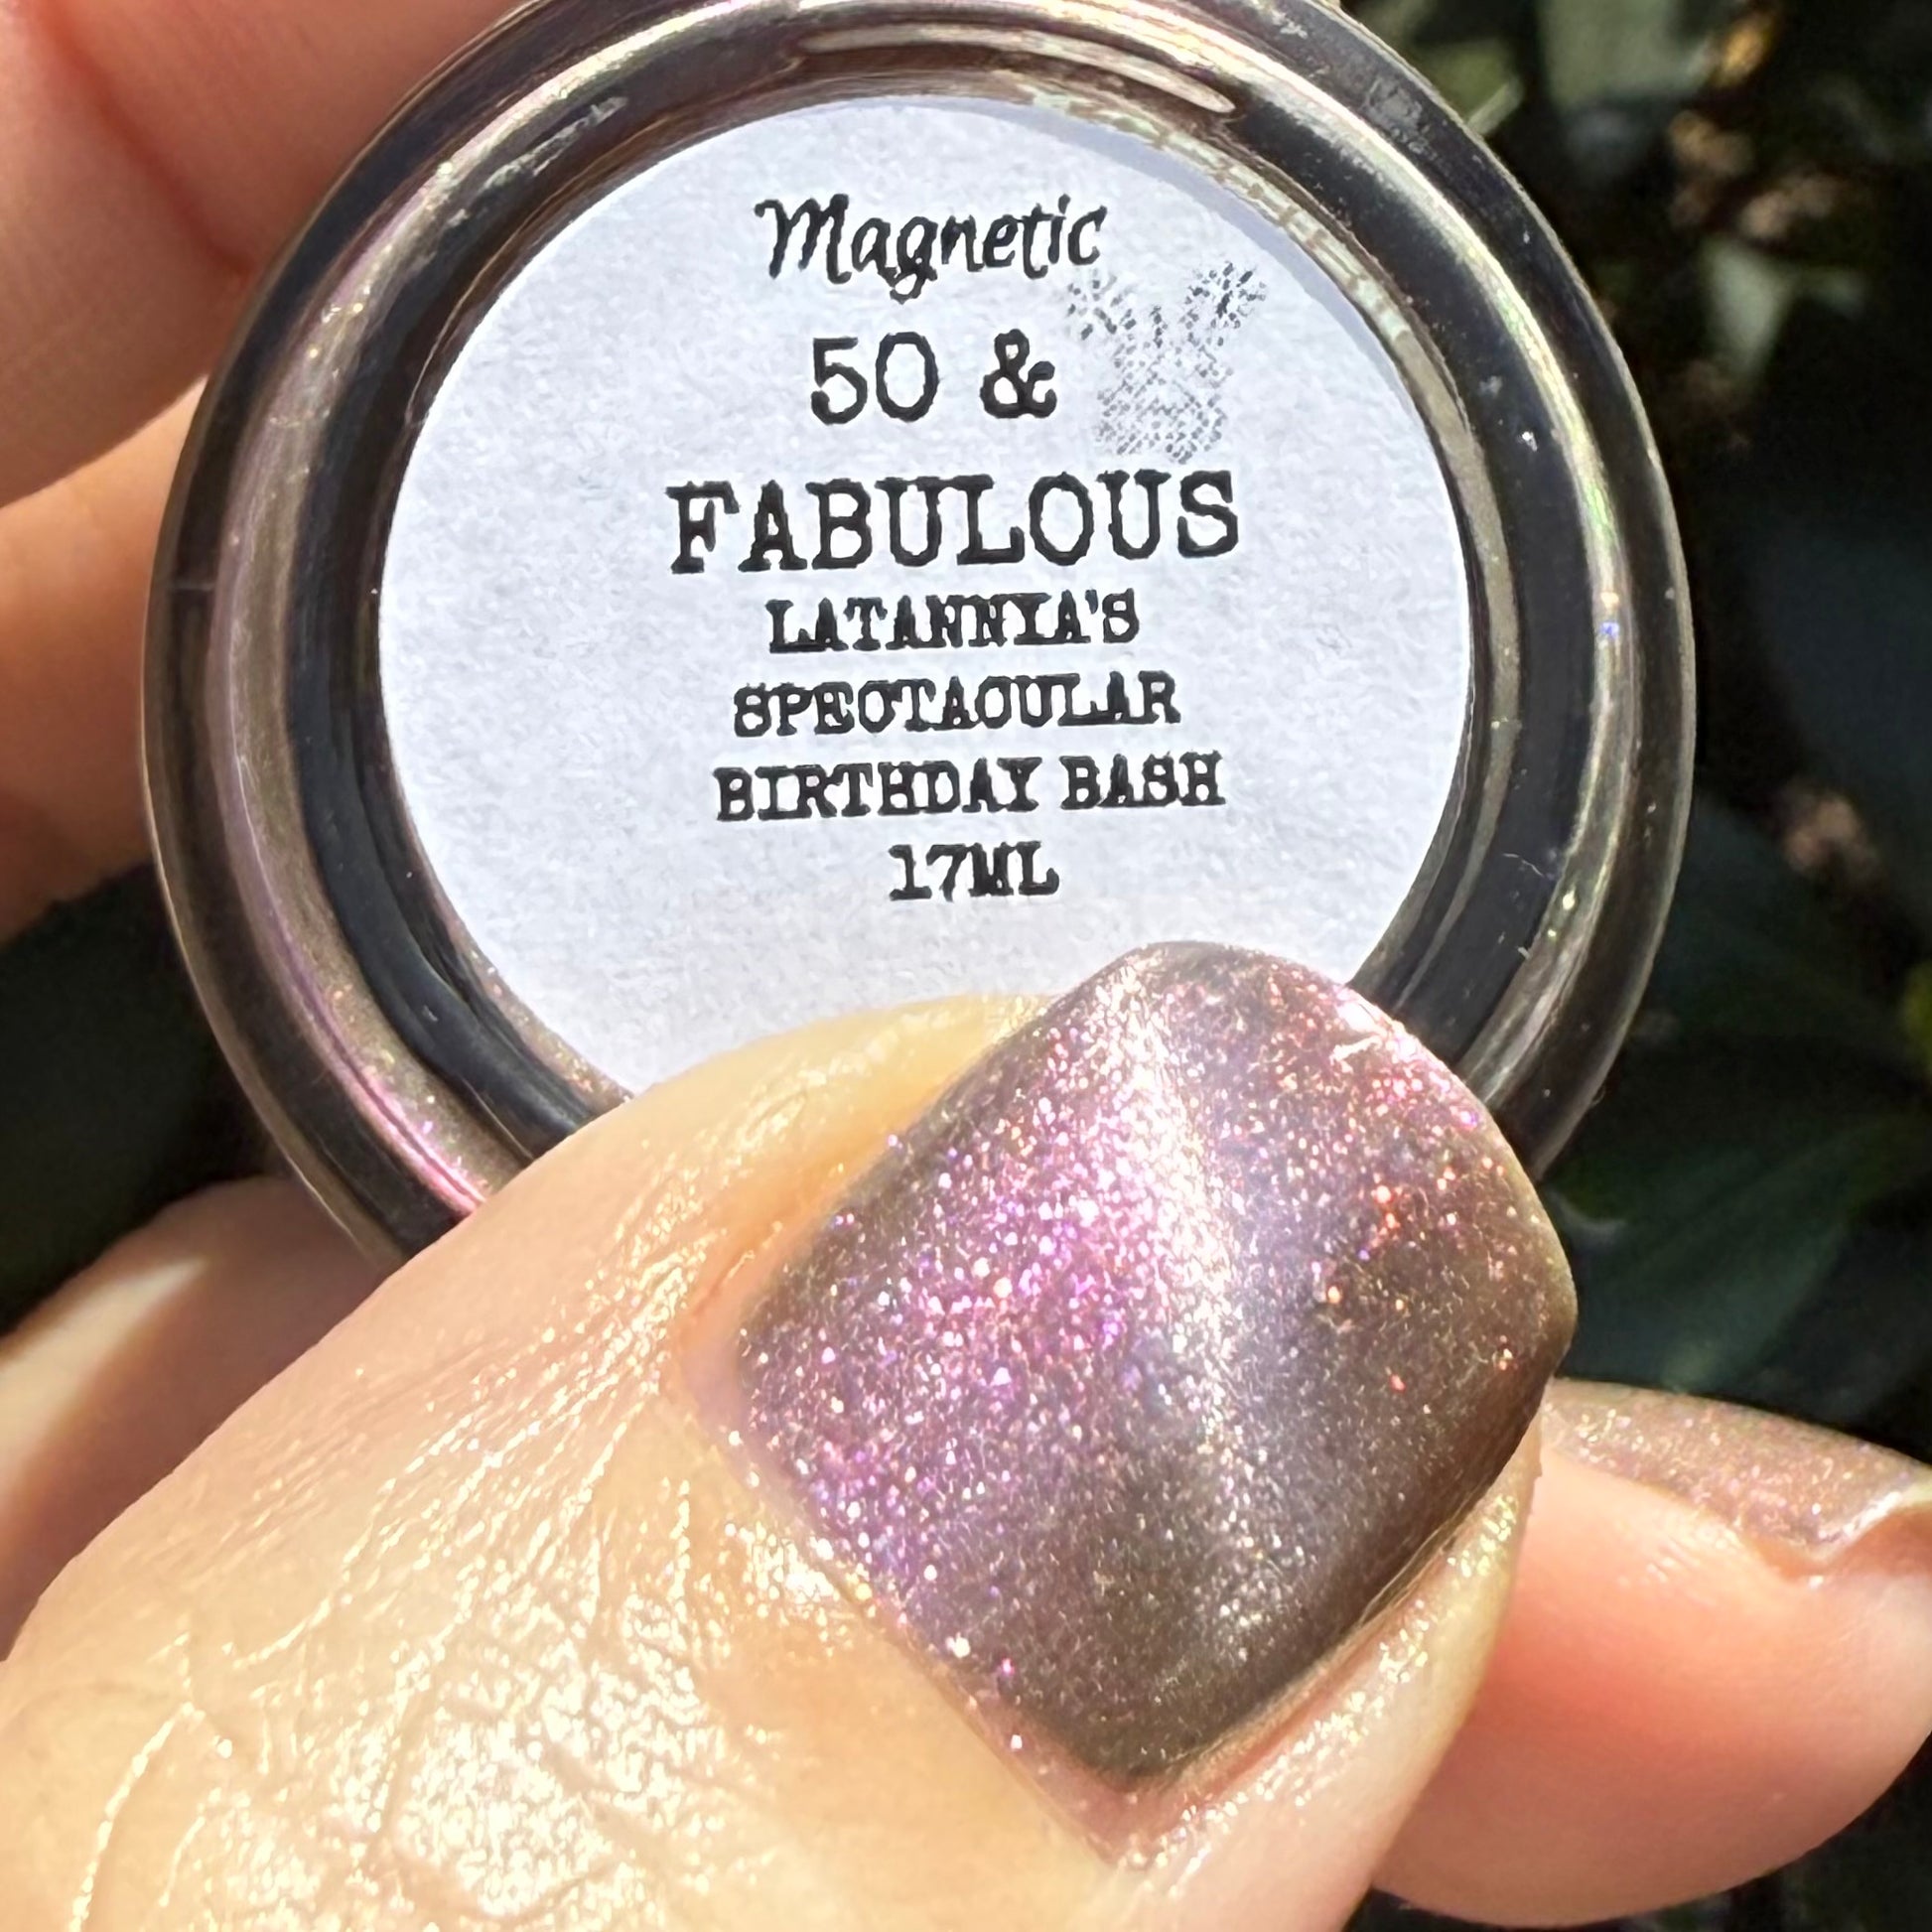 Magnetic
50 &
FABULOUS
LATANNYA'S
SPECTACULAR
BIRTHDAY BASH
17ML